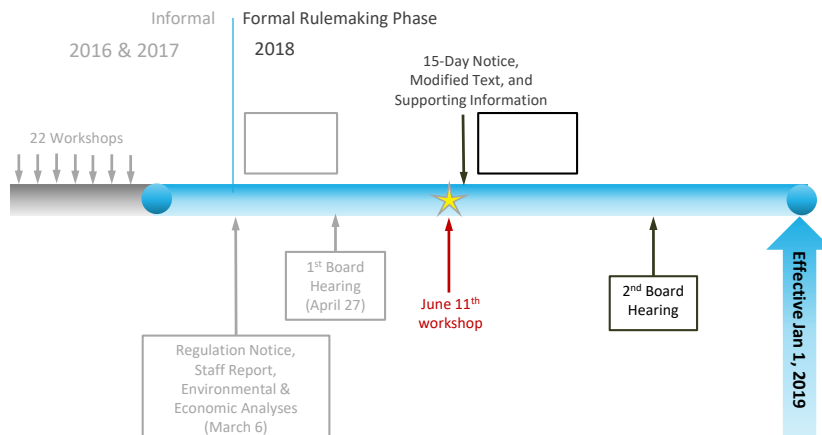 Informal
Formal Rulemaking Phase
2016 & 2017
2018
15-Day Notice,
Modified Text, and
Supporting Information
22 Workshops
1st Board
Hearing
(April 27)
June 11th
workshop
2nd Board
Hearing
Regulation Notice,
Staff Report,
Environmental &
Economic Analyses
(March 6)
Effective Jan 1, 2019